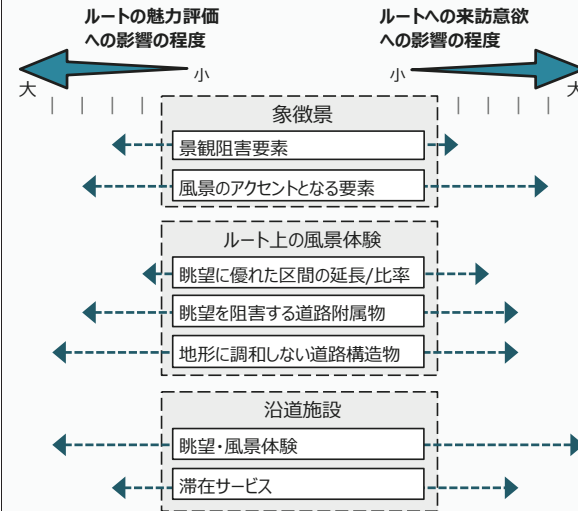 ルートの魅力評価
への影響の程度
ルートへの来訪意欲
への影響の程度
大
小
小
大
象徴景
景観阻害要素
風景のアクセントとなる要素
ルート上の風景体験
眺望に優れた区間の延長/比率
眺望を阻害する道路附属物
地形に調和しない道路構造物
沿道施設
眺望・風景体験
滞在サービス